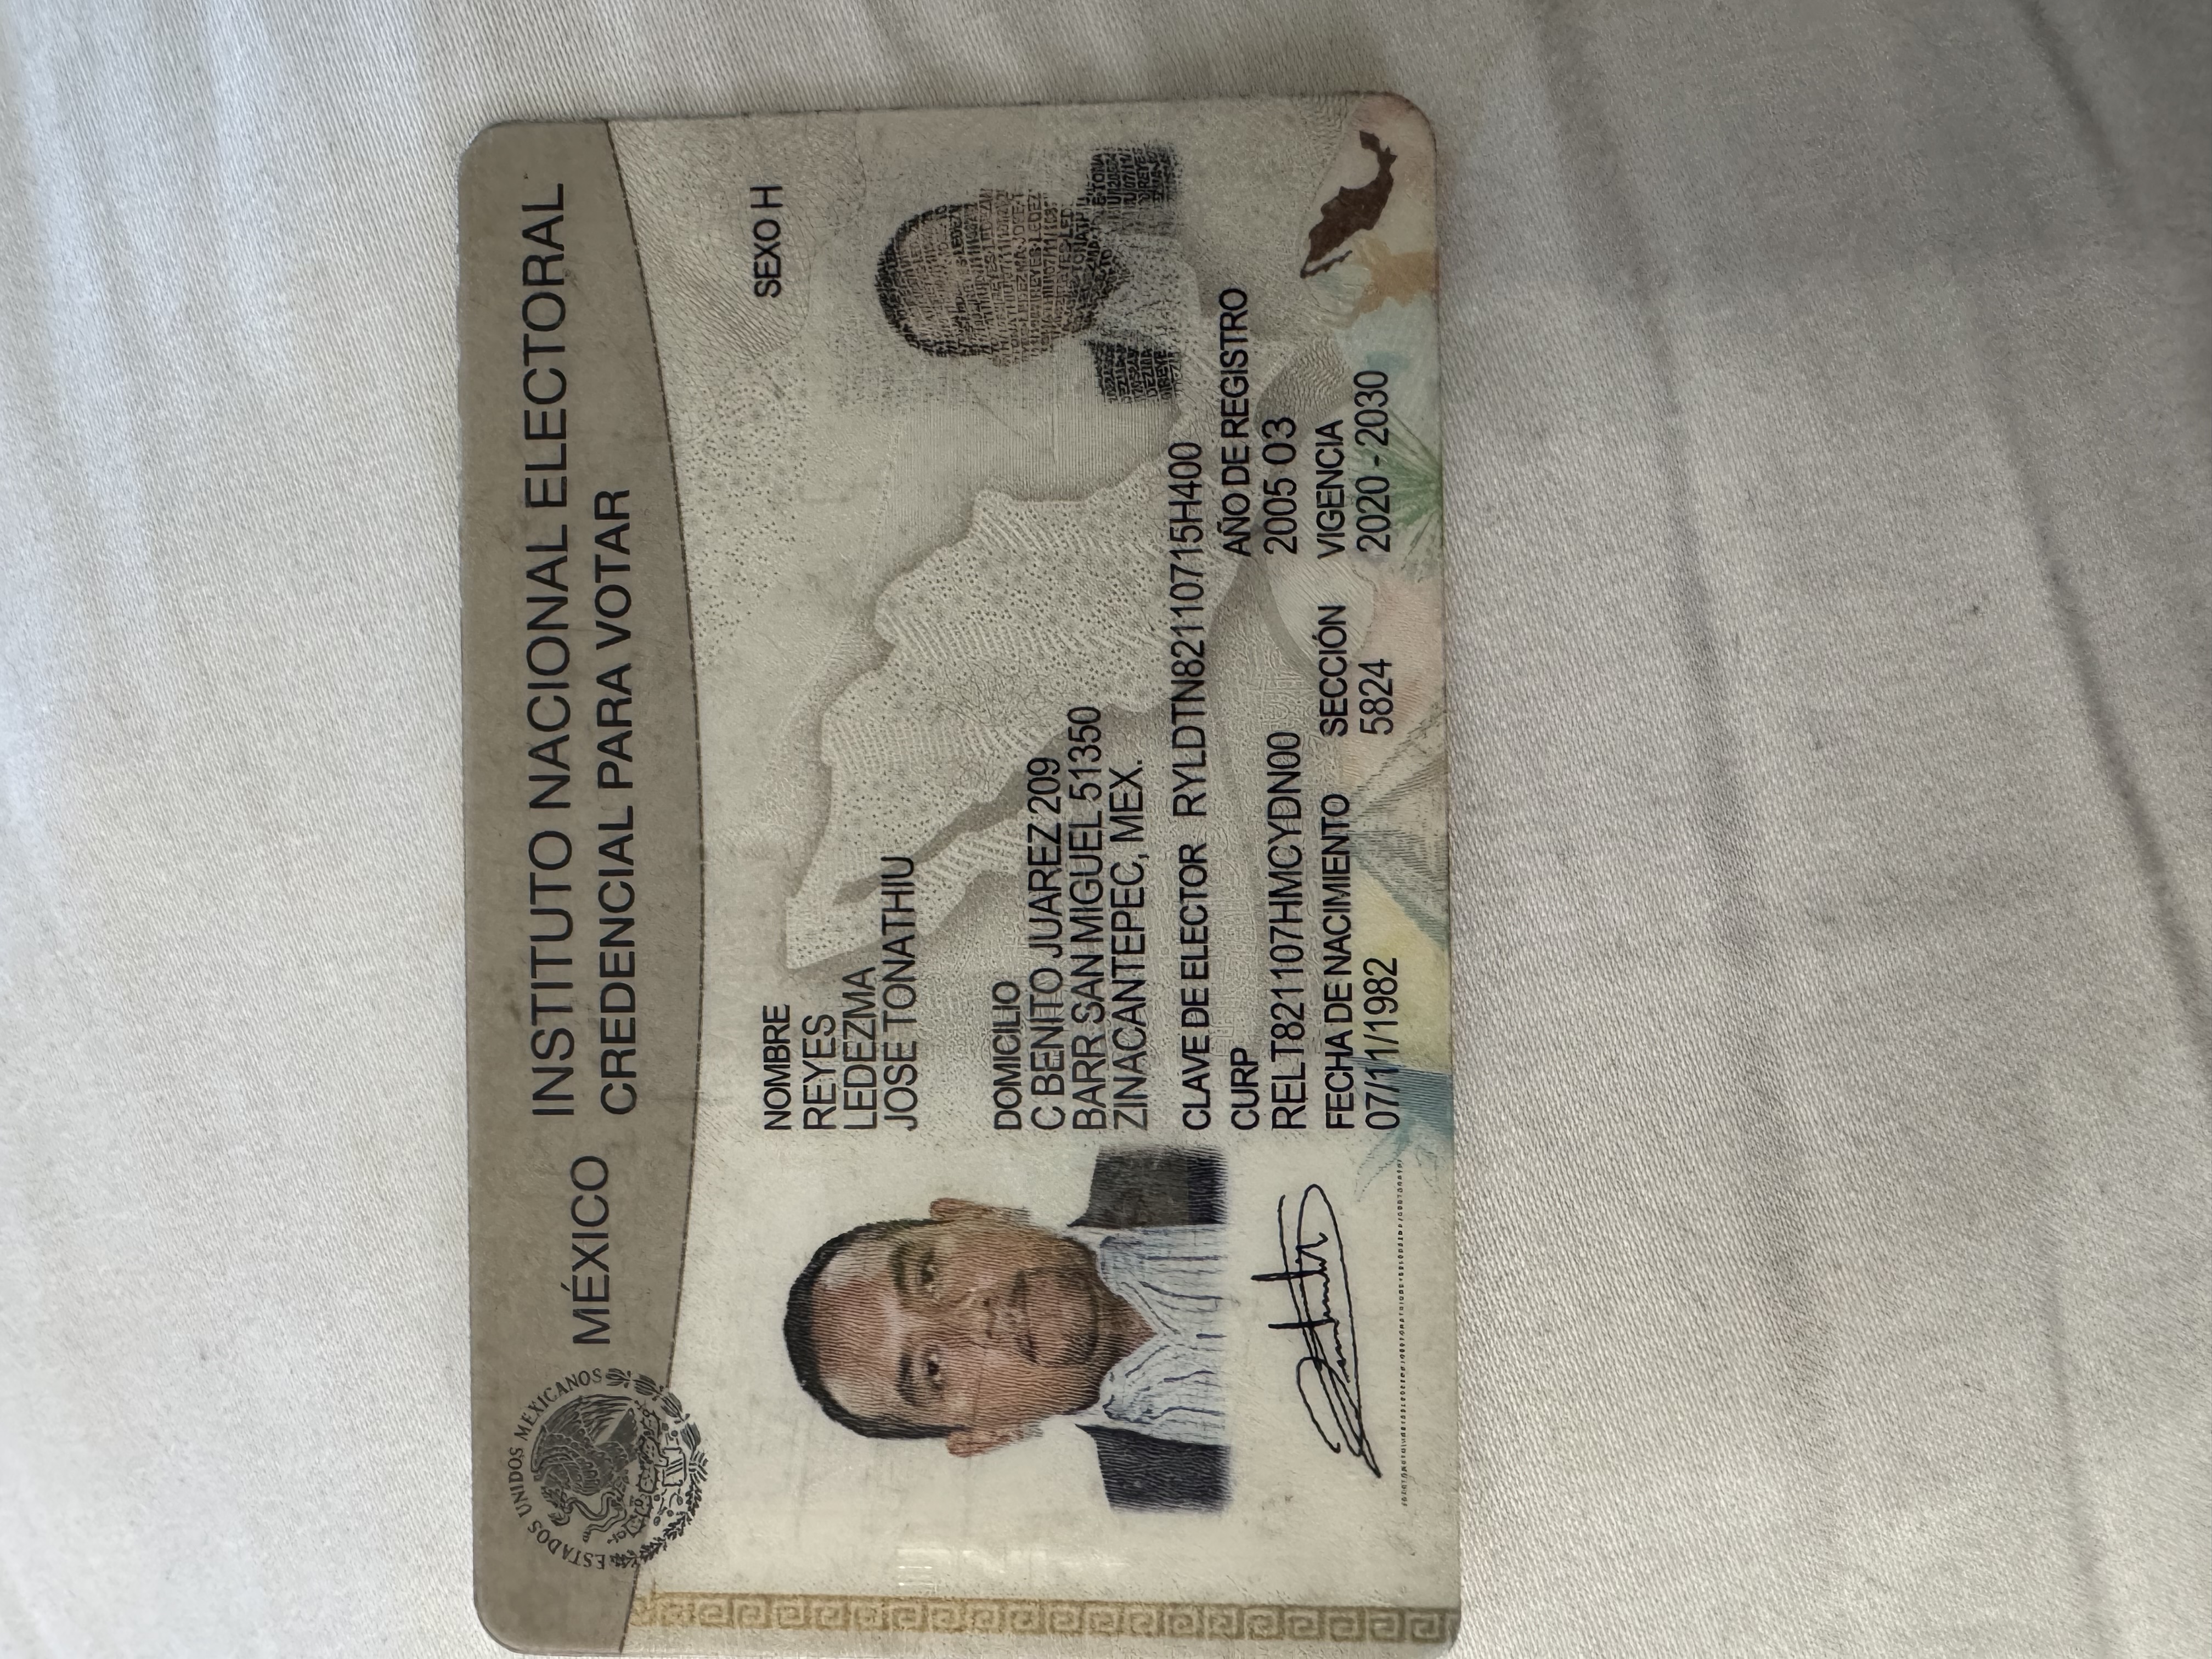 MÉXICO INSTITUTO NACIONAL ELECTORAL
CREDENCIAL PARA VOTAR
ESTADOS UNIDOS MEXICANOS
NOMBRE
REYES
LEDEZMA
JOSE TONATHIU
SEXO H
DOMICILIO
C BENITO JUAREZ 209
BARR SAN MIGUEL 51350
ZINACANTEPEC, MEX.
CLAVE DE ELECTOR RYLDTN82110715H400
CURP
RELT821107HMCYDN00
AÑO DE REGISTRO
2005 03
FECHA DE NACIMIENTO
07/11/1982
SECCIÓN
5824
VIGENCIA
2020 - 2030